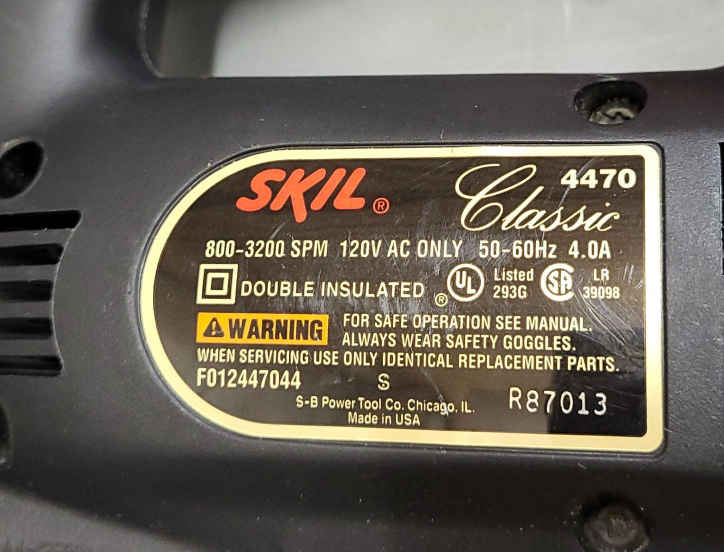 SKIL®
Classic 4470
800-3200 SPM 120V AC ONLY 50-60Hz 4.0A
DOUBLE INSULATED ® UL Listed 293G SA LR 39098
WARNING FOR SAFE OPERATION SEE MANUAL.
ALWAYS WEAR SAFETY GOGGLES.
WHEN SERVICING USE ONLY IDENTICAL REPLACEMENT PARTS.
F012447044 S
S-B Power Tool Co. Chicago, IL. R87013
Made in USA